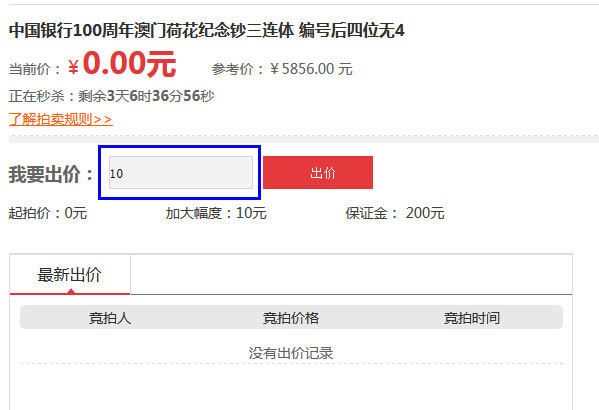 中国银行100周年澳门荷花纪念钞三连体 编号后四位无4
当前价：￥0.00元 参考价：￥5856.00 元
正在秒杀：剩余3天6时36分56秒
了解拍卖规则>>
我要出价： 10 出价
起拍价：0元 加大幅度：10元 保证金： 200元
最新出价
竟拍人 竟拍价格 竟拍时间
没有出价记录